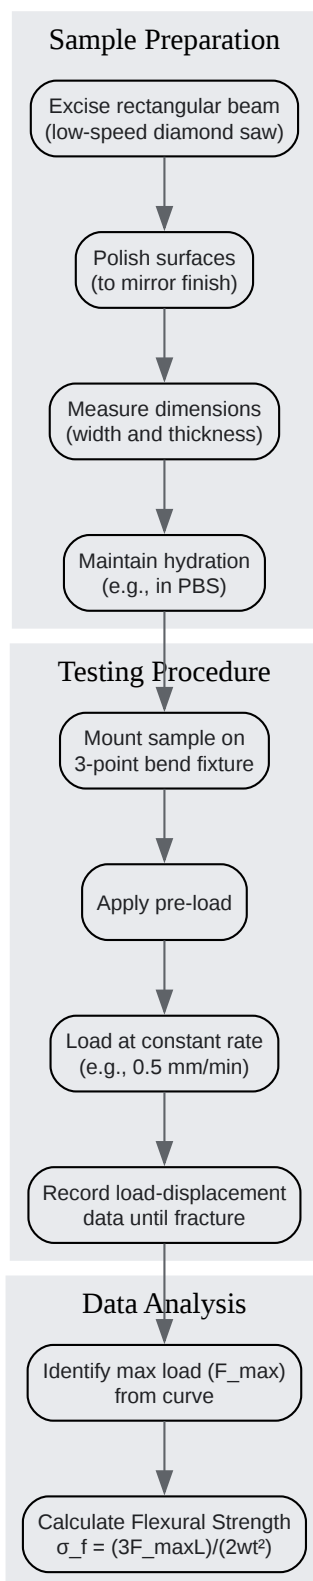 Sample Preparation
Excise rectangular beam
(low-speed diamond saw)
Polish surfaces
(to mirror finish)
Measure dimensions
(width and thickness)
Maintain hydration
(e.g., in PBS)
Testing Procedure
Mount sample on
3-point bend fixture
Apply pre-load
Load at constant rate
(e.g., 0.5 mm/min)
Record load-displacement
data until fracture
Data Analysis
Identify max load (F_max)
from curve
Calculate Flexural Strength
σ_f = (3F_maxL)/(2wt²)